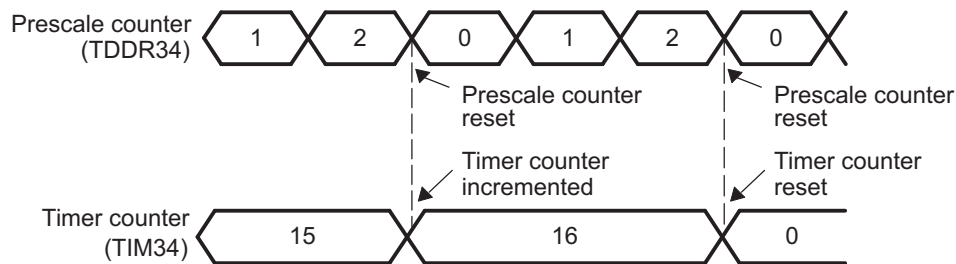 Prescale counter
(TDDR34)
1 2 0 1 2 0
Prescale counter
reset
Prescale counter
reset
Timer counter
incremented
Timer counter
reset
Timer counter
(TIM34)
15 16 0